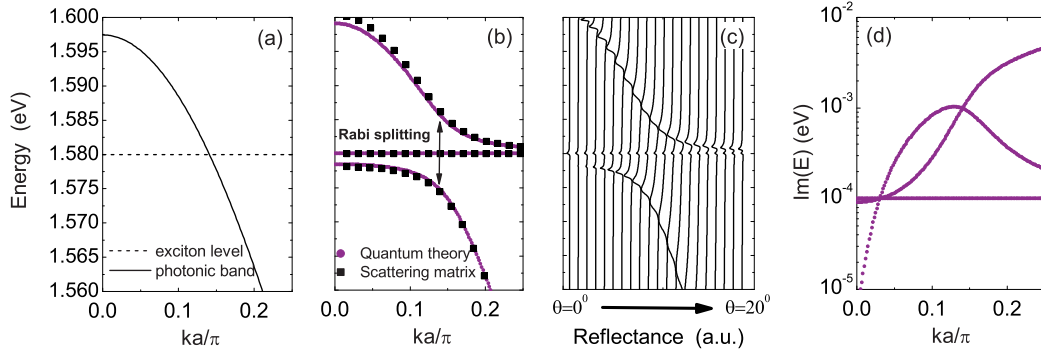 Energy (eV)
1.600
1.595
1.590
1.585
1.580
1.575
1.570
1.565
1.560
(a)
exciton level
photonic band
0.0
0.1
0.2
ka/π
(b)
Rabi splitting
Quantum theory
Scattering matrix
0.0
0.1
0.2
ka/π
(c)
θ=0⁰
θ=20⁰
Reflectance (a.u.)
(d)
Im(E) (eV)
10⁻²
10⁻³
10⁻⁴
10⁻⁵
0.0
0.1
0.2
ka/π